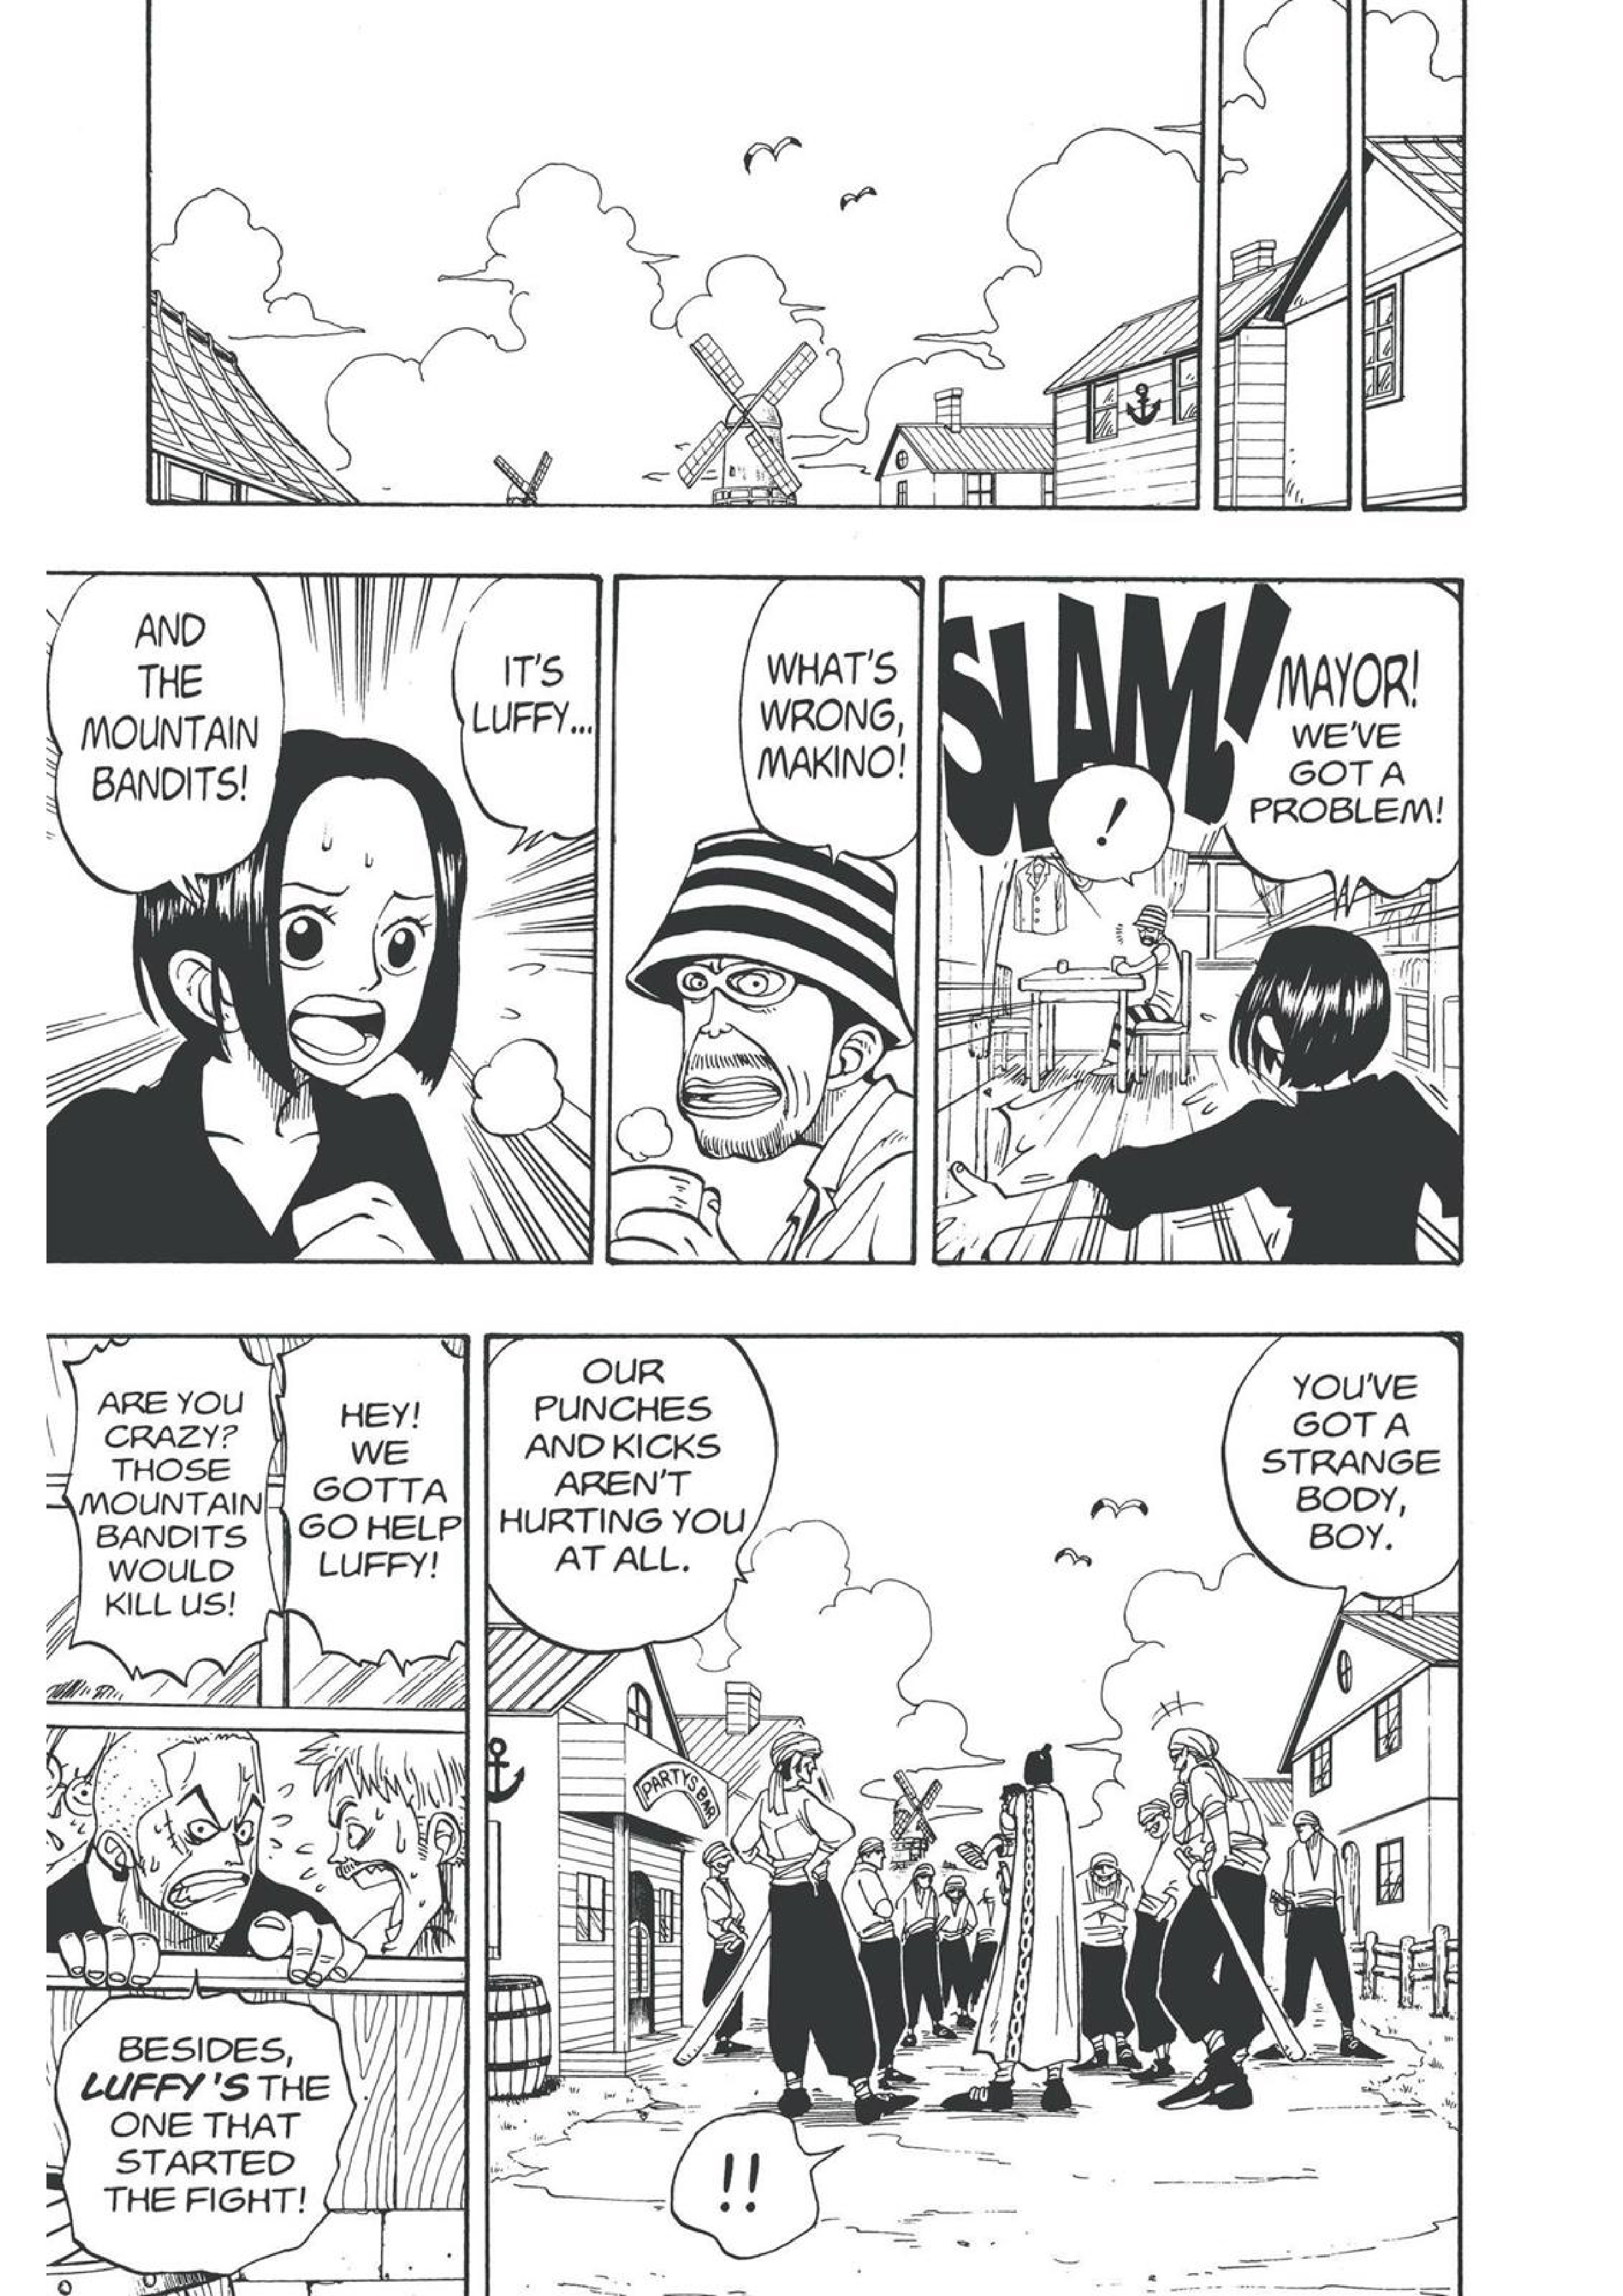 SLAM!
MAYOR!
WE'VE
GOT A
PROBLEM!
!
WHAT'S
WRONG,
MAKINO!
IT'S
LUFFY...
AND
THE
MOUNTAIN
BANDITS!
YOU'VE
GOT A
STRANGE
BODY,
BOY.
OUR
PUNCHES
AND KICKS
AREN'T
HURTING YOU
AT ALL.
PARTYS BAR
!!
HEY!
WE
GOTTA
GO HELP
LUFFY!
ARE YOU
CRAZY?
THOSE
MOUNTAIN
BANDITS
WOULD
KILL US!
BESIDES,
LUFFY'S THE
ONE THAT
STARTED
THE FIGHT!